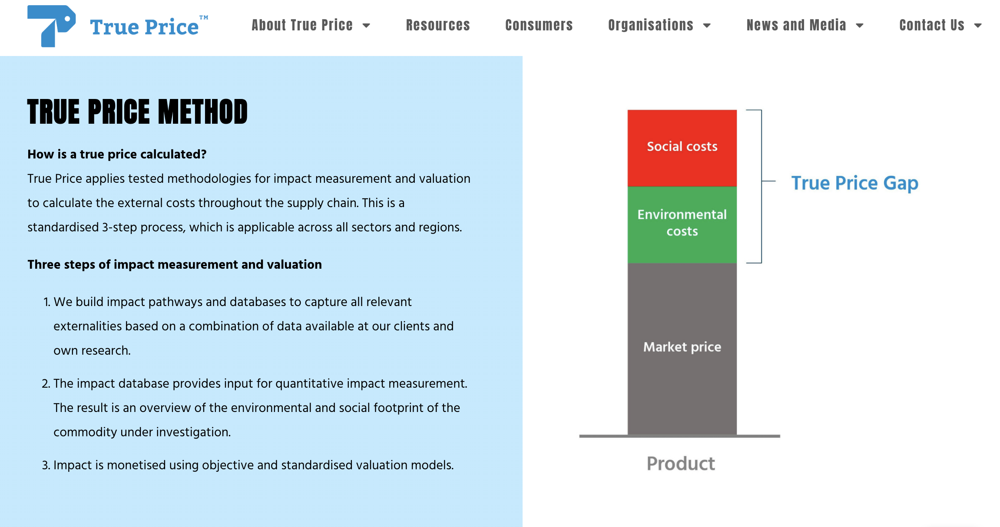 True Price™
About True Price
Resources
Consumers
Organisations
News and Media
Contact Us
TRUE PRICE METHOD
How is a true price calculated?
True Price applies tested methodologies for impact measurement and valuation
to calculate the external costs throughout the supply chain. This is a
standardised 3-step process, which is applicable across all sectors and regions.
Three steps of impact measurement and valuation
1. We build impact pathways and databases to capture all relevant
externalities based on a combination of data available at our clients and
own research.
2. The impact database provides input for quantitative impact measurement.
The result is an overview of the environmental and social footprint of the
commodity under investigation.
3. Impact is monetised using objective and standardised valuation models.
Social costs
Environmental
costs
True Price Gap
Market price
Product